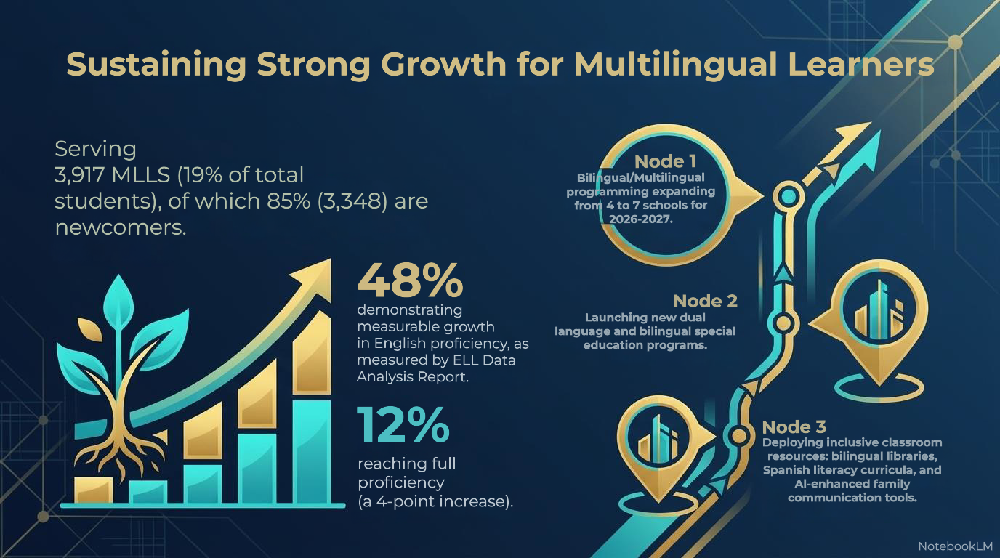 Sustaining Strong Growth for Multilingual Learners
Serving
3,917 MLLS (19% of total
students), of which 85% (3,348) are
newcomers.
48%
demonstrating
measurable growth
in English proficiency, as
measured by ELL Data
Analysis Report.
12%
reaching full
proficiency
(a 4-point increase).
Node 1
Bilingual/Multilingual
programming expanding
from 4 to 7 schools for
2026-2027.
Node 2
Launching new dual
language and bilingual special
education programs.
Node 3
Deploying inclusive classroom
resources: bilingual libraries,
Spanish literacy curricula, and
AI-enhanced family
communication tools.
NotebookLM